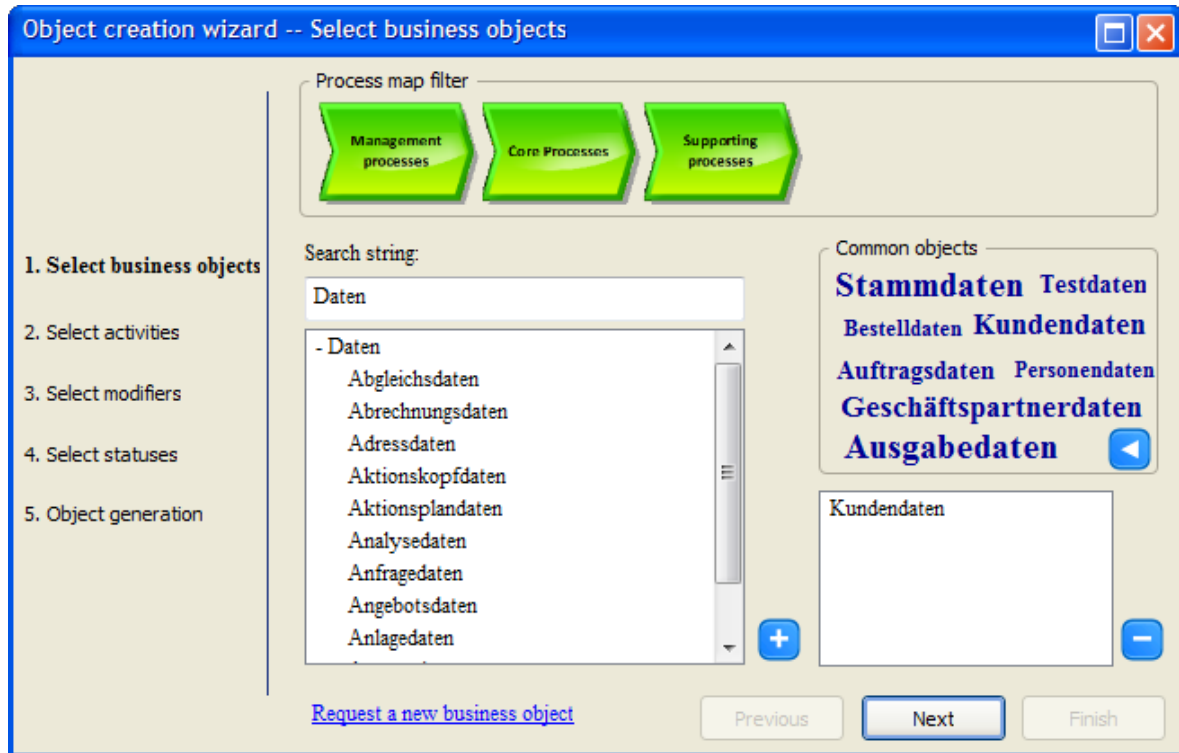 Object creation wizard -- Select business objects
Process map filter
Management
processes
Core Processes
Supporting
processes
1. Select business objects
2. Select activities
3. Select modifiers
4. Select statuses
5. Object generation
Search string:
Daten
- Daten
Abgleichsdaten
Abrechnungsdaten
Adressdaten
Aktionskopfdaten
Aktionsplandaten
Analysedaten
Anfragedaten
Angebotsdaten
Anlagedaten
Common objects
Stammdaten Testdaten
Bestelldaten Kundendaten
Auftragsdaten Personendaten
Geschäftspartnerdaten
Ausgabedaten
Kundendaten
Request a new business object
Previous Next Finish